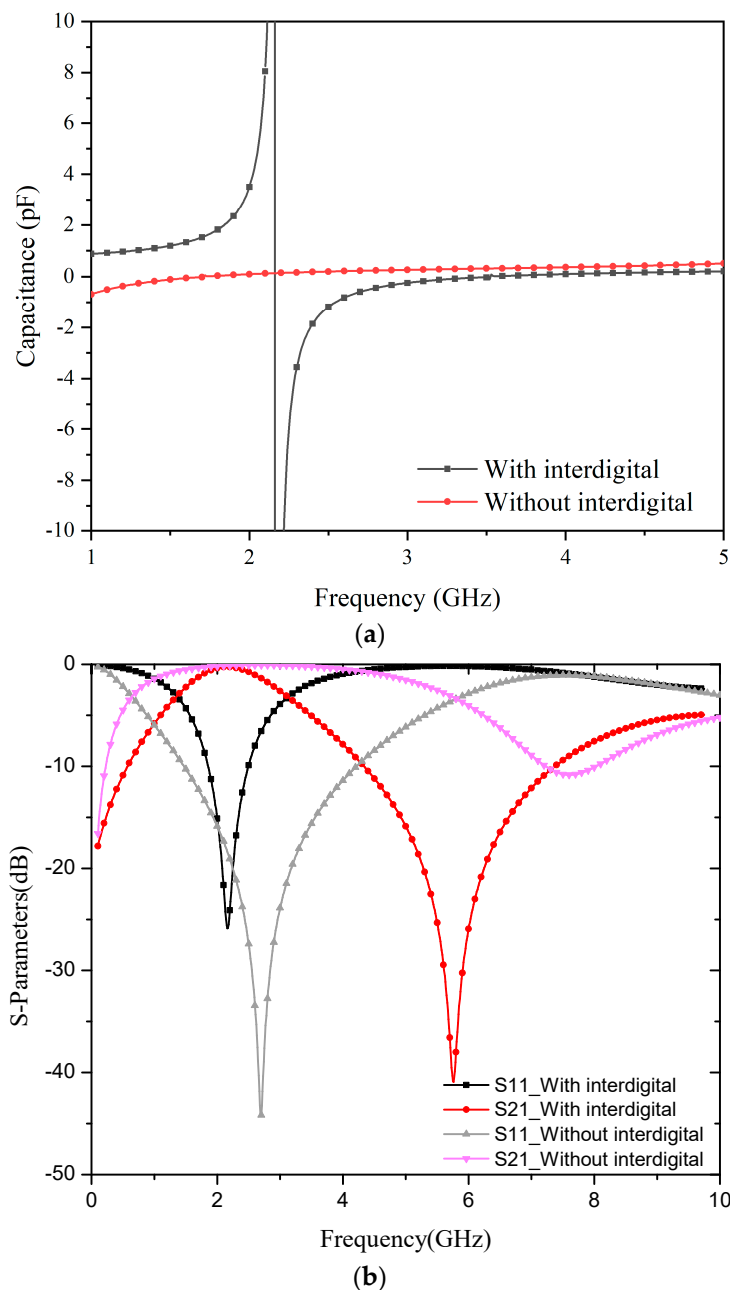 10
8
6
4
2
0
-2
-4
-6
-8
-10
Capacitance (pF)
With interdigital
Without interdigital
1 2 3 4 5
Frequency (GHz)
(a)
0
-10
-20
-30
-40
-50
S-Parameters(dB)
S11_With interdigital
S21_With interdigital
S11_Without interdigital
S21_Without interdigital
0 2 4 6 8 10
Frequency(GHz)
(b)